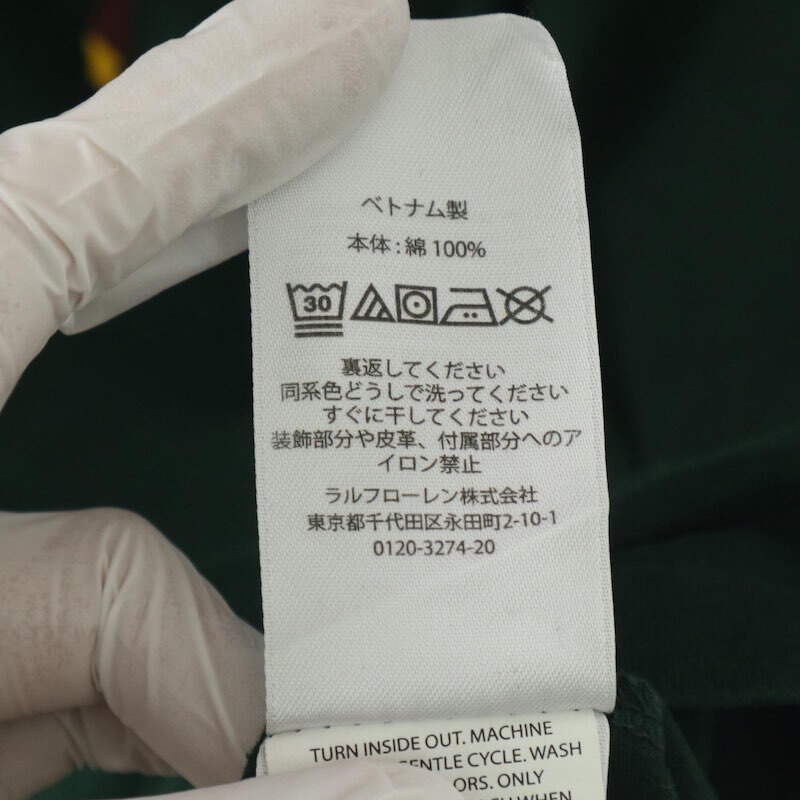 ベトナム製
本体:綿 100%
30
裏返してください
同系色どうしで洗ってください
すぐに干してください
装飾部分や皮革、付属部分へのア
イロン禁止
ラルフローレン株式会社
東京都千代田区永田町2-10-1
0120-3274-20
TURN INSIDE OUT. MACHINE
CYCLE. WASH
ONLY
WHEN